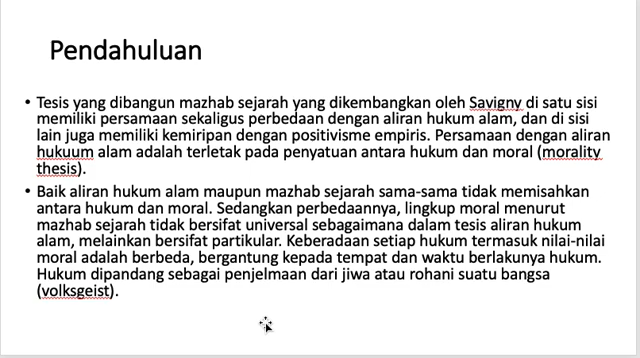 Pendahuluan
• Tesis yang dibangun mazhab sejarah yang dikembangkan oleh Savigny di satu sisi
memiliki persamaan sekaligus perbedaan dengan aliran hukum alam, dan di sisi
lain juga memiliki kemiripan dengan positivisme empiris. Persamaan dengan aliran
hukuum alam adalah terletak pada penyatuan antara hukum dan moral (morality
thesis).
• Baik aliran hukum alam maupun mazhab sejarah sama-sama tidak memisahkan
antara hukum dan moral. Sedangkan perbedaannya, lingkup moral menurut
mazhab sejarah tidak bersifat universal sebagaimana dalam tesis aliran hukum
alam, melainkan bersifat partikular. Keberadaan setiap hukum termasuk nilai-nilai
moral adalah berbeda, bergantung kepada tempat dan waktu berlakunya hukum.
Hukum dipandang sebagai penjelmaan dari jiwa atau rohani suatu bangsa
(volksgeist).